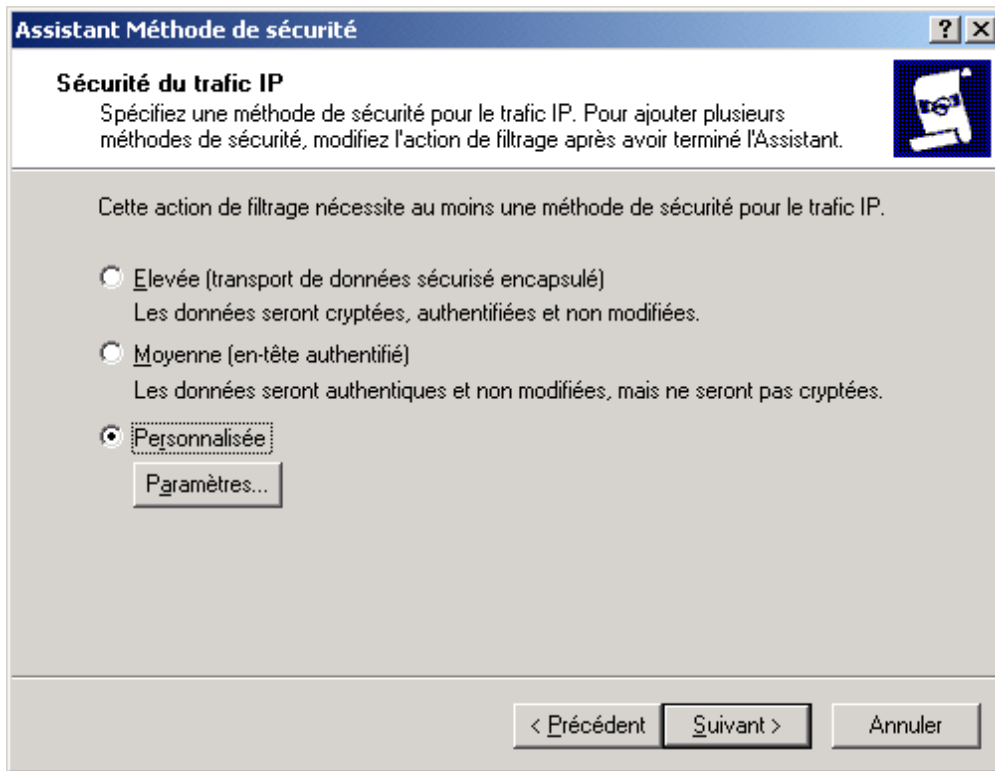 Assistant Méthode de sécurité
Sécurité du trafic IP
Spécifiez une méthode de sécurité pour le trafic IP. Pour ajouter plusieurs
méthodes de sécurité, modifiez l'action de filtrage après avoir terminé l'Assistant.
Cette action de filtrage nécessite au moins une méthode de sécurité pour le trafic IP.
Elevée (transport de données sécurisé encapsulé)
Les données seront cryptées, authentifiées et non modifiées.
Moyenne (en-tête authentifié)
Les données seront authentiques et non modifiées, mais ne seront pas cryptées.
Personnalisée
Paramètres...
< Précédent
Suivant >
Annuler